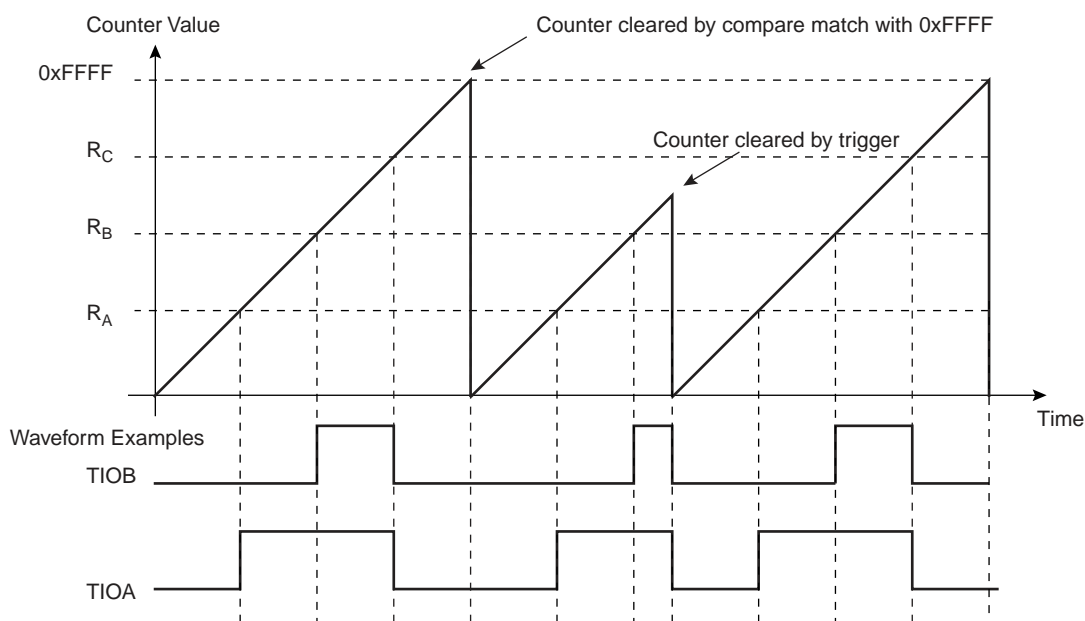 Counter Value
Counter cleared by compare match with 0xFFFF
0xFFFF
Counter cleared by trigger
RC
RB
RA
Time
Waveform Examples
TIOB
TIOA